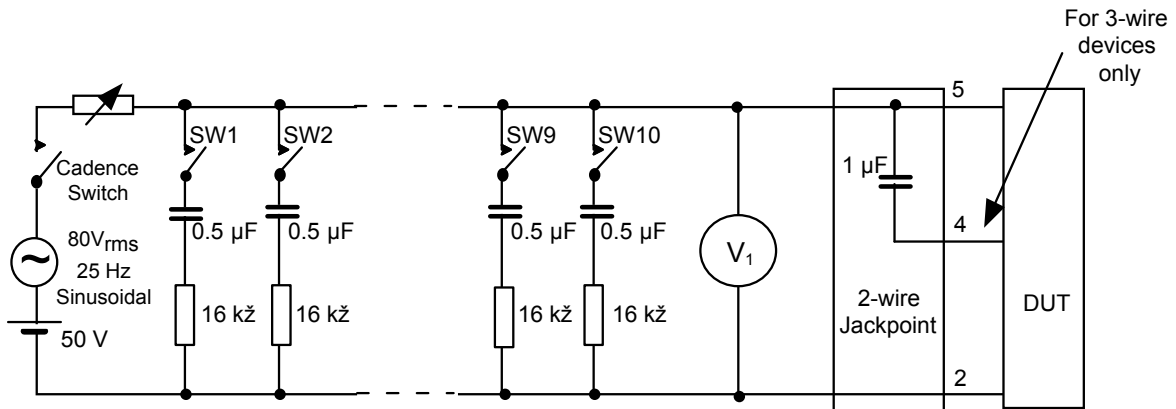 For 3-wire
devices
only
5
SW1
SW2
SW9
SW10
Cadence
Switch
1 µF
0.5 µF
0.5 µF
0.5 µF
0.5 µF
4
80Vrms
25 Hz
Sinusoidal
V1
16 kž
16 kž
16 kž
16 kž
2-wire
Jackpoint
DUT
50 V
2